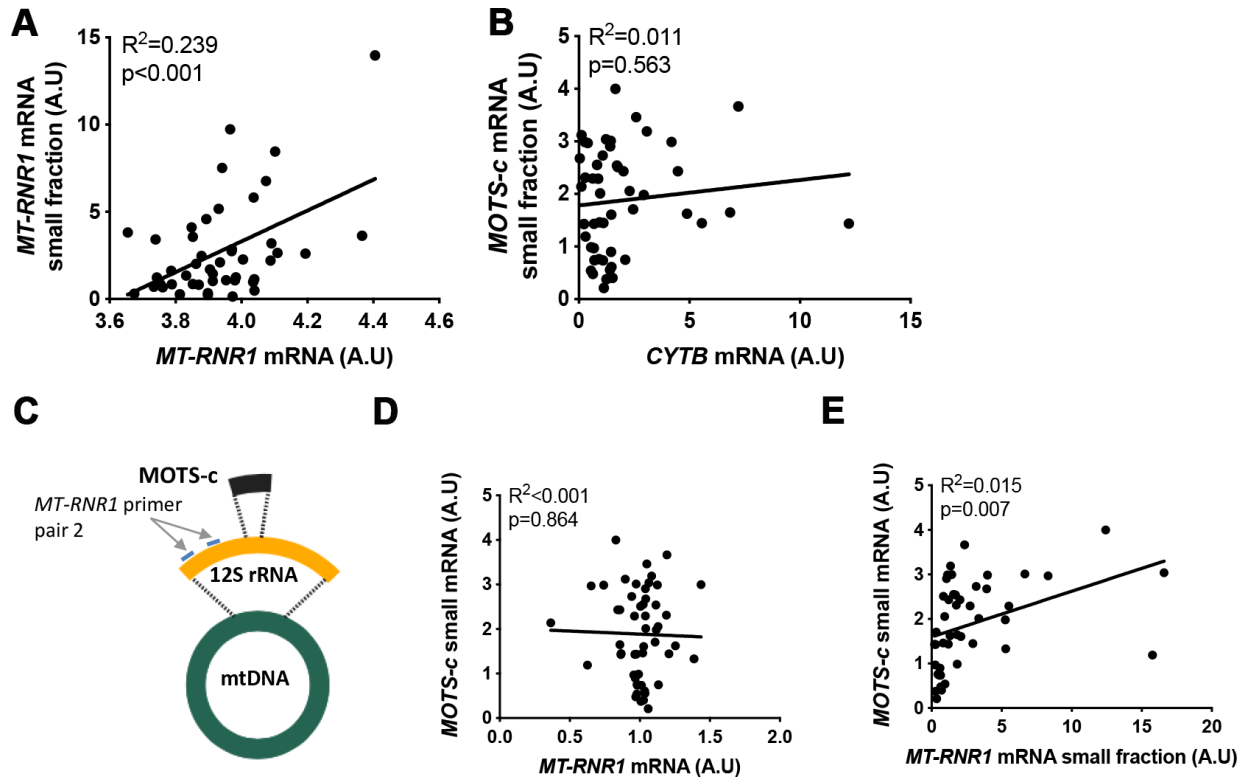 A
R2=0.239
p<0.001
MT-RNR1 mRNA
small fraction (A.U)
15
10
5
0
3.6 3.8 4.0 4.2 4.4 4.6
MT-RNR1 mRNA (A.U)
B
R2=0.011
p=0.563
MOTS-c mRNA
small fraction (A.U)
5
4
3
2
1
0
0 5 10 15
CYTB mRNA (A.U)
C
MOTS-c
MT-RNR1 primer
pair 2
12S rRNA
mtDNA
D
R2<0.001
p=0.864
MOTS-c small mRNA (A.U)
5
4
3
2
1
0
0.0 0.5 1.0 1.5 2.0
MT-RNR1 mRNA (A.U)
E
R2=0.015
p=0.007
MOTS-c small mRNA (A.U)
5
4
3
2
1
0
0 5 10 15 20
MT-RNR1 mRNA small fraction (A.U)